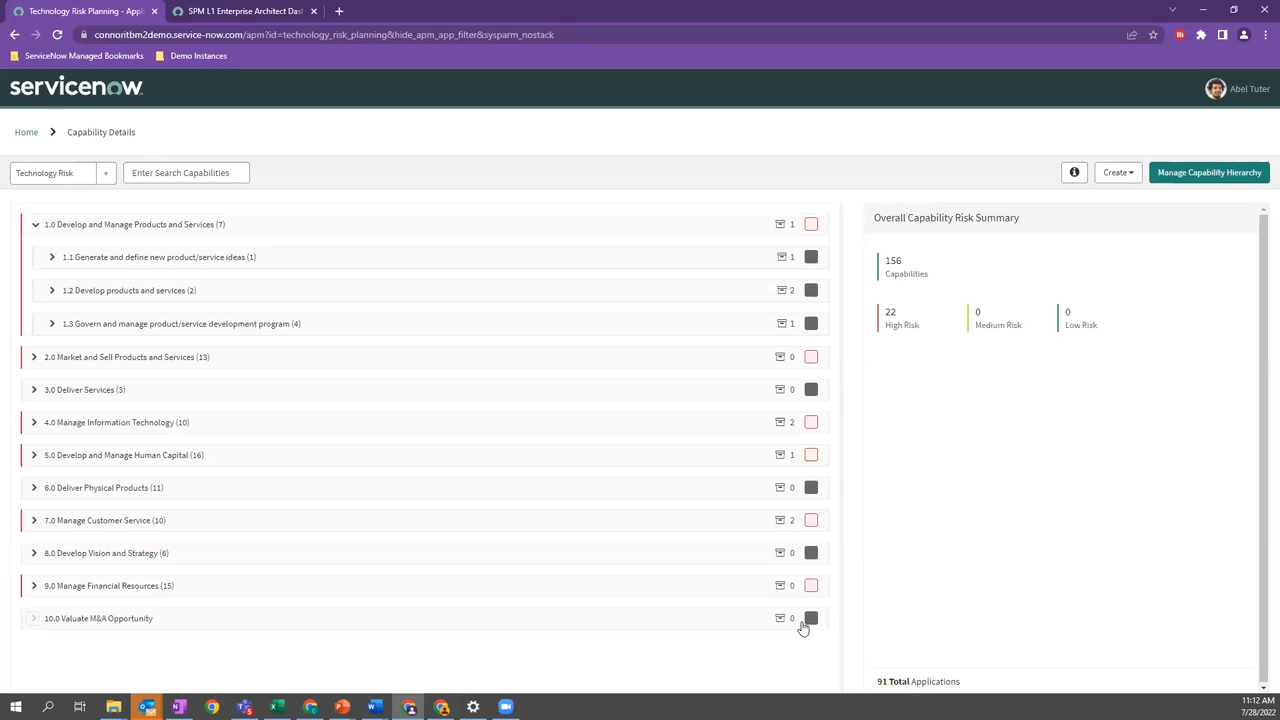 Technology Risk Planning - Appli
SPM L1 Enterprise Architect Das
connoritbm2demo.service-now.com/apm?id=technology_risk_planning&hide_apm_app_filter&sysparm_nostack
ServiceNow Managed Bookmarks
Demo Instances
servicenow
Abel Tuter
Home
Capability Details
Technology Risk
Enter Search Capabilities
Create
Manage Capability Hierarchy
1.0 Develop and Manage Products and Services (7) 1
1.1 Generate and define new product/service ideas (1) 1
1.2 Develop products and services (2) 2
1.3 Govern and manage product/service development program (4) 1
2.0 Market and Sell Products and Services (13) 0
3.0 Deliver Services (3) 0
4.0 Manage Information Technology (10) 2
5.0 Develop and Manage Human Capital (16) 1
6.0 Deliver Physical Products (11) 0
7.0 Manage Customer Service (10) 2
8.0 Develop Vision and Strategy (6) 0
9.0 Manage Financial Resources (15) 0
10.0 Valuate M&A Opportunity 0
Overall Capability Risk Summary
156
Capabilities
22 0 0
High Risk Medium Risk Low Risk
91 Total Applications
11:12 AM
7/28/2022